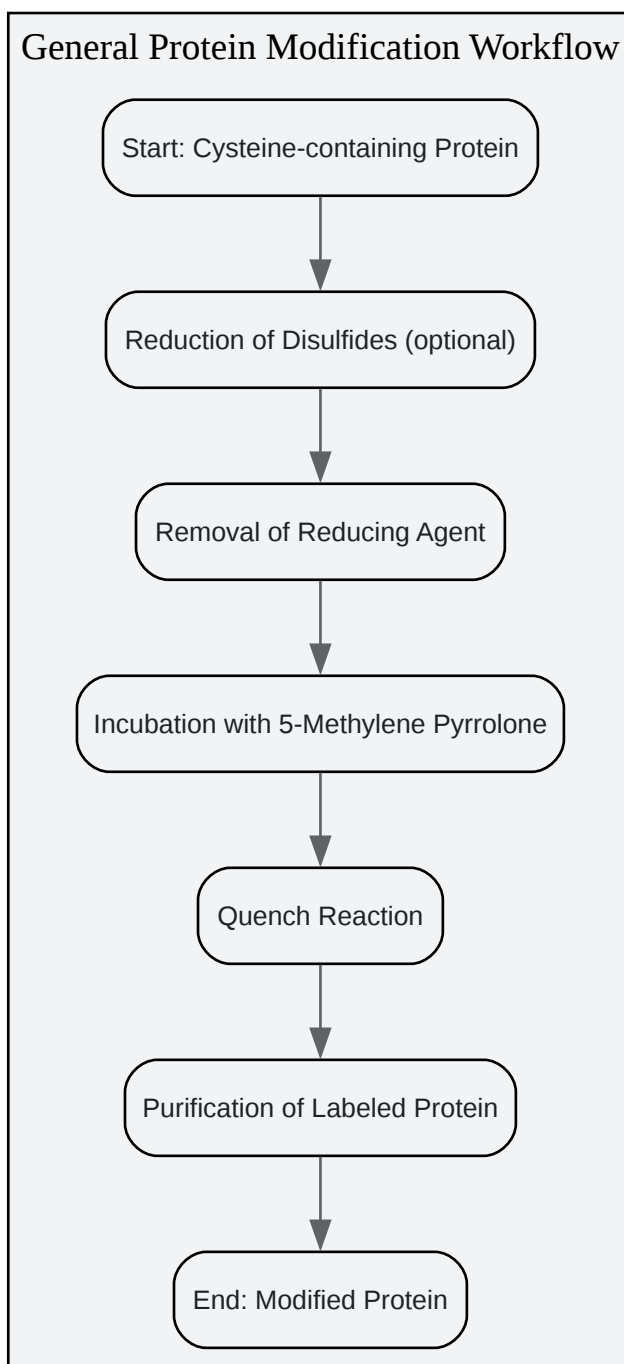 General Protein Modification Workflow
Start: Cysteine-containing Protein
Reduction of Disulfides (optional)
Removal of Reducing Agent
Incubation with 5-Methylene Pyrrolone
Quench Reaction
Purification of Labeled Protein
End: Modified Protein